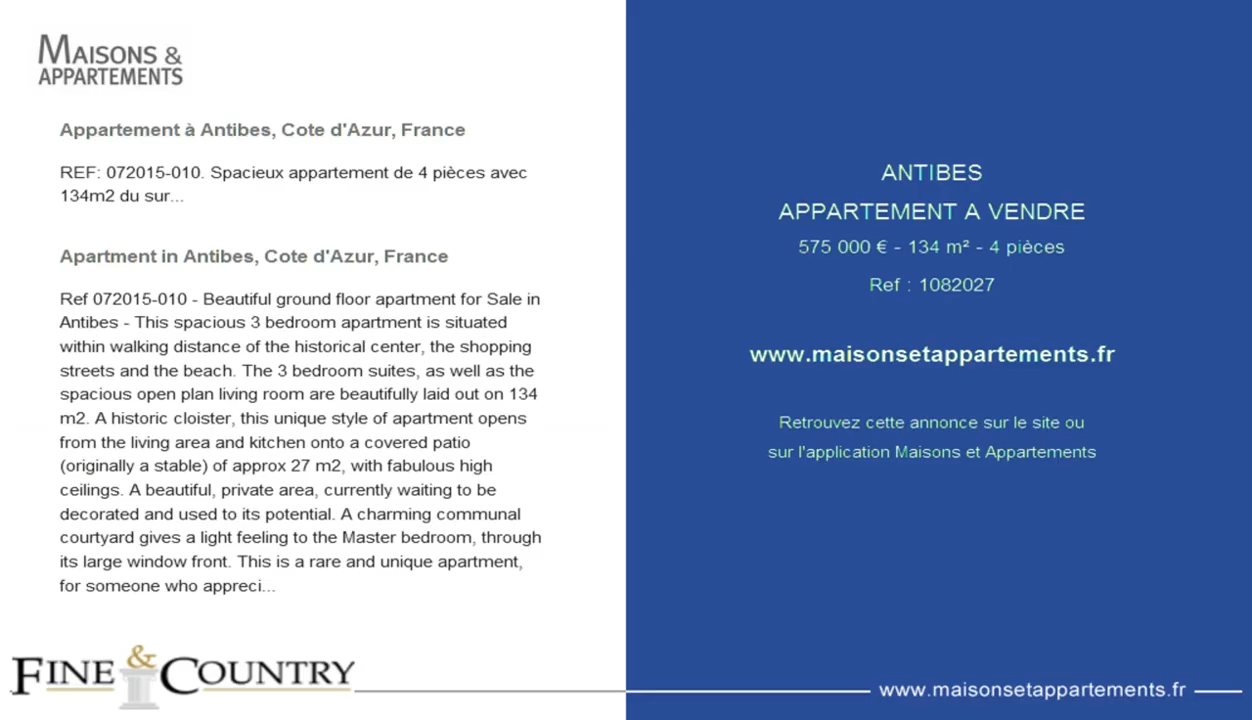 MAISONS &
APPARTEMENTS
Appartement à Antibes, Cote d'Azur, France
REF: 072015-010. Spacieux appartement de 4 pièces avec
134m2 du sur...
Apartment in Antibes, Cote d'Azur, France
Ref 072015-010 - Beautiful ground floor apartment for Sale in
Antibes - This spacious 3 bedroom apartment is situated
within walking distance of the historical center, the shopping
streets and the beach. The 3 bedroom suites, as well as the
spacious open plan living room are beautifully laid out on 134
m2. A historic cloister, this unique style of apartment opens
from the living area and kitchen onto a covered patio
(originally a stable) of approx 27 m2, with fabulous high
ceilings. A beautiful, private area, currently waiting to be
decorated and used to its potential. A charming communal
courtyard gives a light feeling to the Master bedroom, through
its large window front. This is a rare and unique apartment,
for someone who appreci...
FINE & COUNTRY
ANTIBES
APPARTEMENT A VENDRE
575 000 € - 134 m² - 4 pièces
Ref : 1082027
www.maisonsetappartements.fr
Retrouvez cette annonce sur le site ou
sur l'application Maisons et Appartements
www.maisonsetappartements.fr